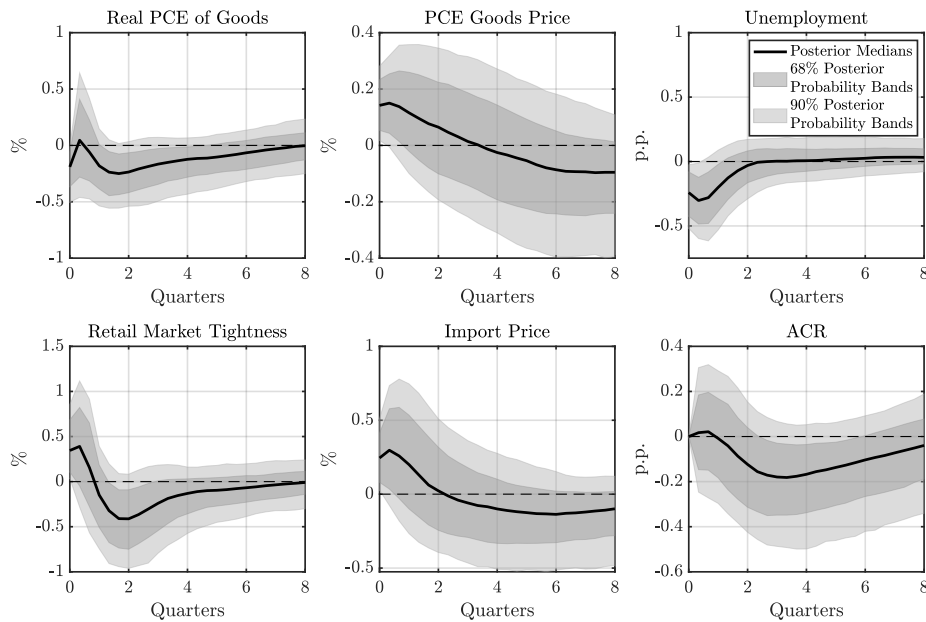 Real PCE of Goods
1
0.5
0
-0.5
-1
%
0 2 4 6 8
Quarters
PCE Goods Price
0.4
0.2
0
-0.2
-0.4
%
0 2 4 6 8
Quarters
Unemployment
1
0.5
0
-0.5
p.p.
Posterior Medians
68% Posterior
Probability Bands
90% Posterior
Probability Bands
0 2 4 6 8
Quarters
Retail Market Tightness
1.5
1
0.5
0
-0.5
-1
%
0 2 4 6 8
Quarters
Import Price
1
0.5
0
-0.5
%
0 2 4 6 8
Quarters
ACR
0.4
0.2
0
-0.2
-0.4
-0.6
p.p.
0 2 4 6 8
Quarters